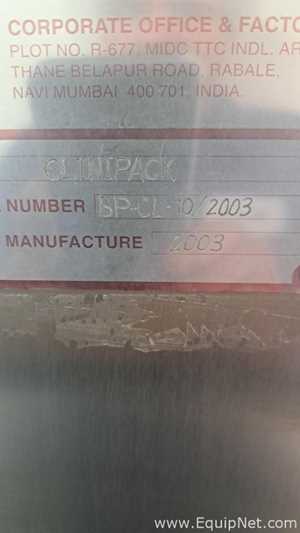 CORPORATE OFFICE & FACTO
PLOT NO. R-677, MIDC TTC INDL. AR
THANE BELAPUR ROAD, RABALE,
NAVI MUMBAI 400 701, INDIA.
CLINIPACK
NUMBER SP-CL-10/2003
MANUFACTURE 2003
www.EquipNet.com